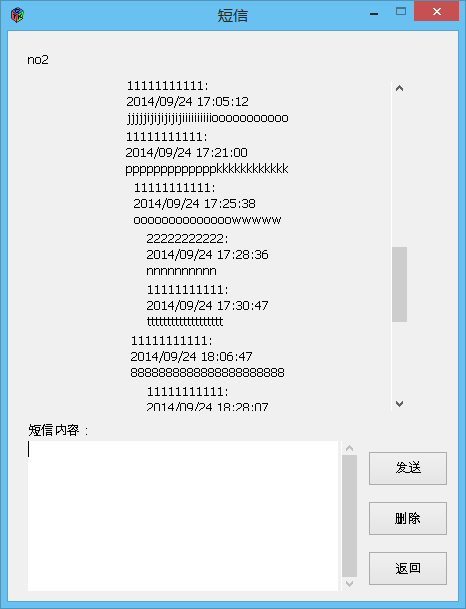 短信
no2
11111111111:
2014/09/24 17:05:12
jjjjjijijijijijiiiiiiiiiiooooooooooo
11111111111:
2014/09/24 17:21:00
pppppppppppppkkkkkkkkkkkk
11111111111:
2014/09/24 17:25:38
oooooooooooooowwwww
22222222222:
2014/09/24 17:28:36
nnnnnnnnnn
11111111111:
2014/09/24 17:30:47
ttttttttttttttttttt
11111111111:
2014/09/24 18:06:47
8888888888888888888888
11111111111:
2014/09/24 18:28:07
短信内容：
发送
删除
返回